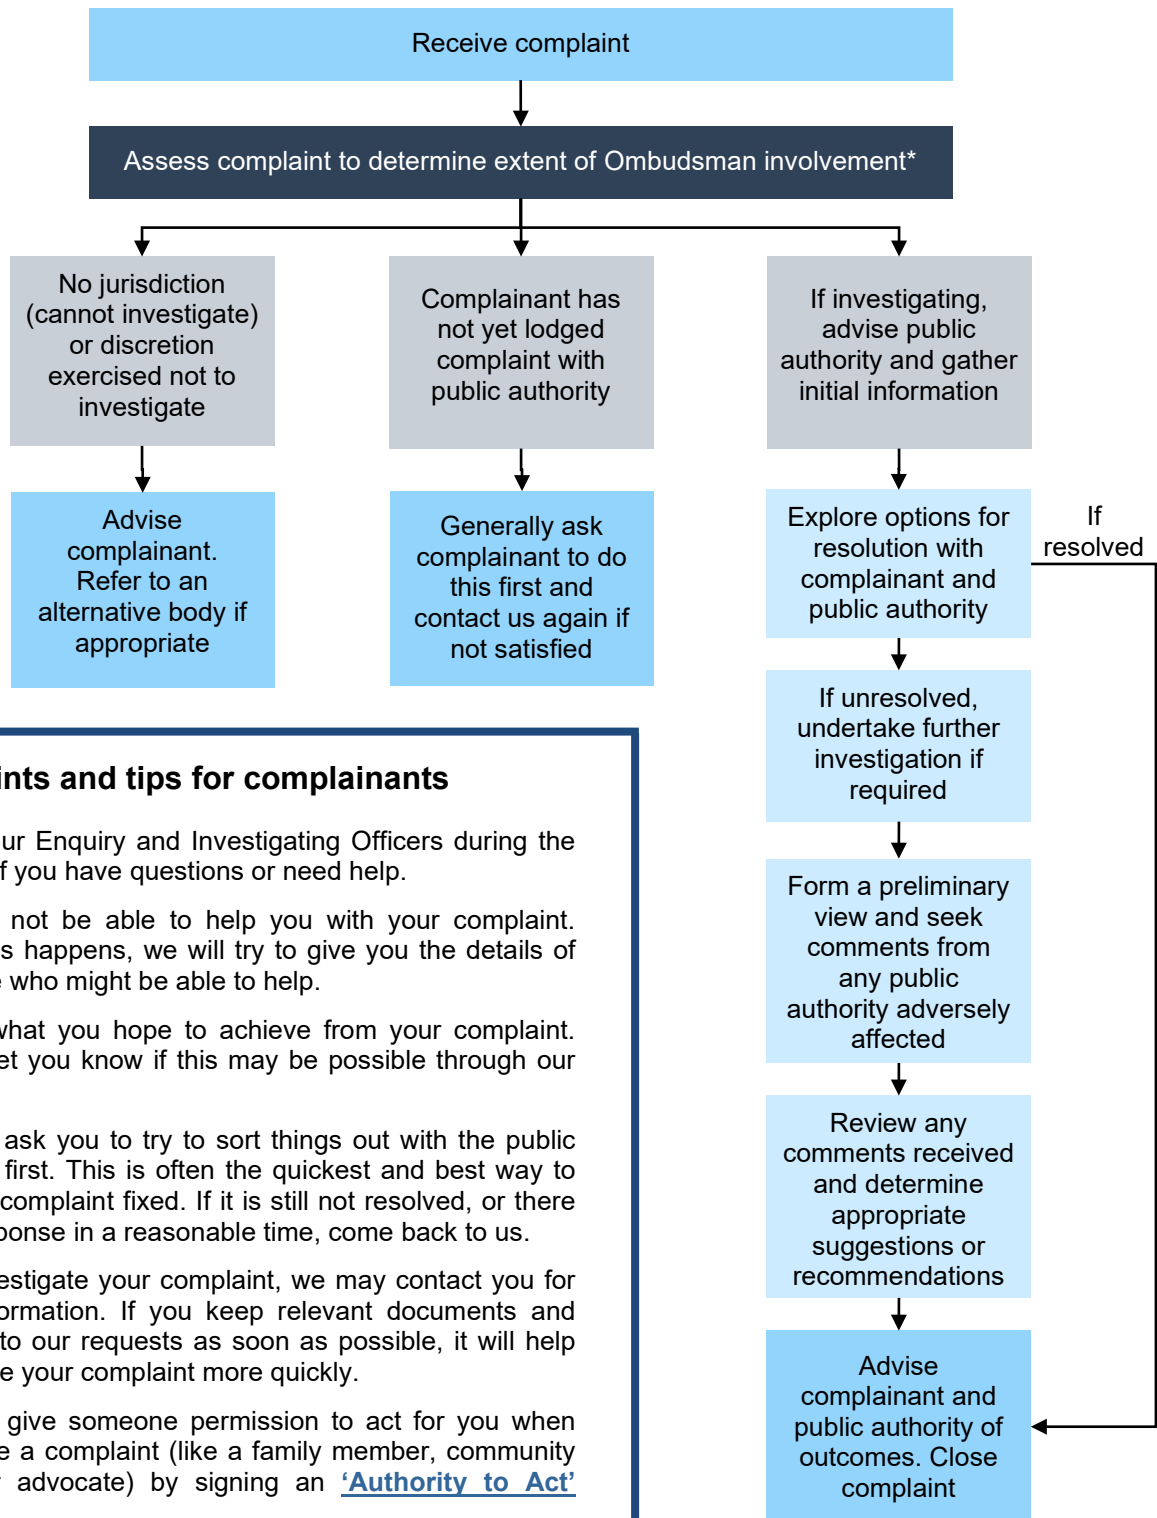 Receive complaint
Assess complaint to determine extent of Ombudsman involvement*
No jurisdiction
(cannot investigate)
or discretion
exercised not to
investigate
Complainant has
not yet lodged
complaint with
public authority
If investigating,
advise public
authority and gather
initial information
Advise
complainant.
Refer to an
alternative body if
appropriate
Generally ask
complainant to do
this first and
contact us again if
not satisfied
Explore options for
resolution with
complainant and
public authority
If
resolved
If unresolved,
undertake further
investigation if
required
Form a preliminary
view and seek
comments from
any public
authority adversely
affected
Review any
comments received
and determine
appropriate
suggestions or
recommendations
Advise
complainant and
public authority of
outcomes. Close
complaint
ints and tips for complainants
ur Enquiry and Investigating Officers during the
f you have questions or need help.
not be able to help you with your complaint.
s happens, we will try to give you the details of
e who might be able to help.
what you hope to achieve from your complaint.
et you know if this may be possible through our
ask you to try to sort things out with the public
first. This is often the quickest and best way to
complaint fixed. If it is still not resolved, or there
ponse in a reasonable time, come back to us.
estigate your complaint, we may contact you for
ormation. If you keep relevant documents and
to our requests as soon as possible, it will help
e your complaint more quickly.
give someone permission to act for you when
e a complaint (like a family member, community
r advocate) by signing an ‘Authority to Act’